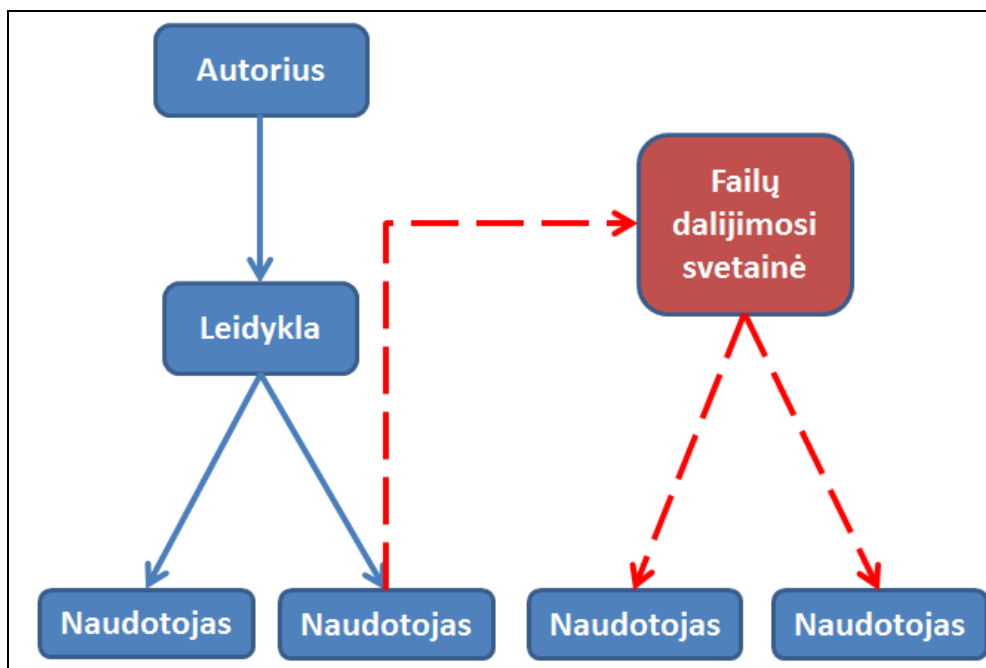 Autorius
Failų
dalijimosi
svetainė
Leidykla
Naudotojas
Naudotojas
Naudotojas
Naudotojas